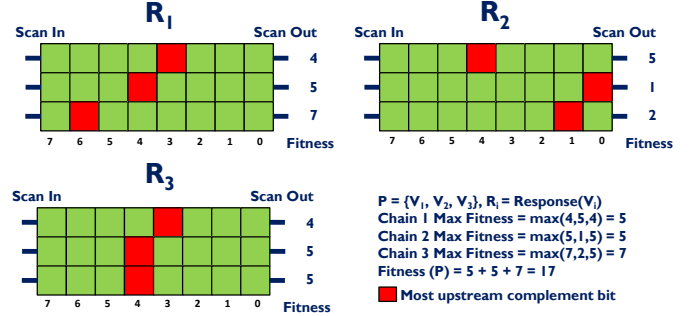 R1
Scan In Scan Out
4
5
7
7 6 5 4 3 2 1 0 Fitness
R2
Scan In Scan Out
5
1
2
7 6 5 4 3 2 1 0 Fitness
R3
Scan In Scan Out
4
5
5
7 6 5 4 3 2 1 0 Fitness
P = {V1, V2, V3}, Ri = Response(Vi)
Chain 1 Max Fitness = max(4,5,4) = 5
Chain 2 Max Fitness = max(5,1,5) = 5
Chain 3 Max Fitness = max(7,2,5) = 7
Fitness (P) = 5 + 5 + 7 = 17
Most upstream complement bit